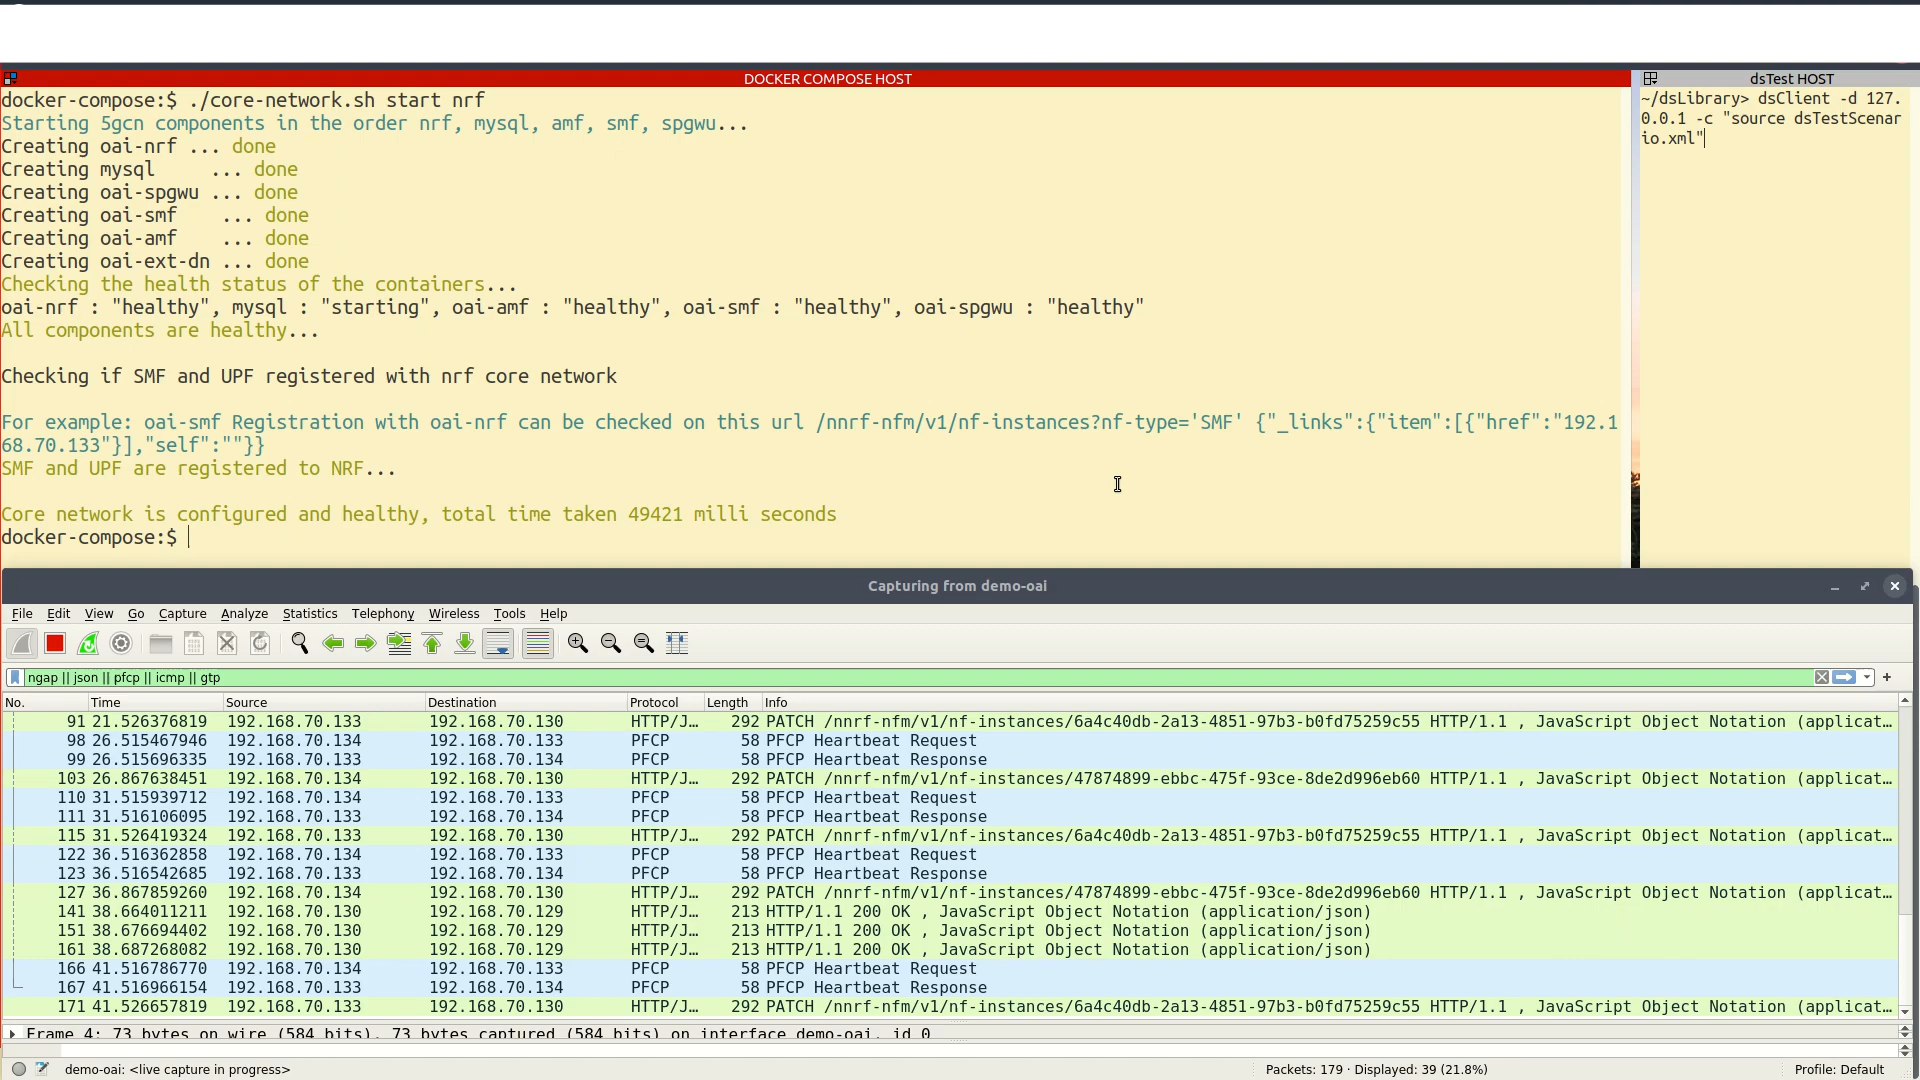 DOCKER COMPOSE HOST
docker-compose:$ ./core-network.sh start nrf
Starting 5gcn components in the order nrf, mysql, amf, smf, spgwu...
Creating oai-nrf ... done
Creating mysql     ... done
Creating oai-spgwu ... done
Creating oai-smf    ... done
Creating oai-amf    ... done
Creating oai-ext-dn ... done
Checking the health status of the containers...
oai-nrf : "healthy", mysql : "starting", oai-amf : "healthy", oai-smf : "healthy", oai-spgwu : "healthy"
All components are healthy...
Checking if SMF and UPF registered with nrf core network
For example: oai-smf Registration with oai-nrf can be checked on this url /nnrf-nfm/v1/nf-instances?nf-type='SMF' {"_links":{"item":[{"href":"192.1
68.70.133"}],"self":""}}
SMF and UPF are registered to NRF...
Core network is configured and healthy, total time taken 49421 milli seconds
docker-compose:$
dsTest HOST
~/dsLibrary> dsClient -d 127.
0.0.1 -c "source dsTestScenar
io.xml"
Capturing from demo-oai
File Edit View Go Capture Analyze Statistics Telephony Wireless Tools Help
ngap || json || pfcp || icmp || gtp
No. Time Source Destination Protocol Length Info
91 21.526376819 192.168.70.133 192.168.70.130 HTTP/J… 292 PATCH /nnrf-nfm/v1/nf-instances/6a4c40db-2a13-4851-97b3-b0fd75259c55 HTTP/1.1 , JavaScript Object Notation (applicat…
98 26.515467946 192.168.70.134 192.168.70.133 PFCP 58 PFCP Heartbeat Request
99 26.515696335 192.168.70.133 192.168.70.134 PFCP 58 PFCP Heartbeat Response
103 26.867638451 192.168.70.134 192.168.70.130 HTTP/J… 292 PATCH /nnrf-nfm/v1/nf-instances/47874899-ebbc-475f-93ce-8de2d996eb60 HTTP/1.1 , JavaScript Object Notation (applicat…
110 31.515939712 192.168.70.134 192.168.70.133 PFCP 58 PFCP Heartbeat Request
111 31.516106095 192.168.70.133 192.168.70.134 PFCP 58 PFCP Heartbeat Response
115 31.526419324 192.168.70.133 192.168.70.130 HTTP/J… 292 PATCH /nnrf-nfm/v1/nf-instances/6a4c40db-2a13-4851-97b3-b0fd75259c55 HTTP/1.1 , JavaScript Object Notation (applicat…
122 36.516362858 192.168.70.134 192.168.70.133 PFCP 58 PFCP Heartbeat Request
123 36.516542685 192.168.70.133 192.168.70.134 PFCP 58 PFCP Heartbeat Response
127 36.867859260 192.168.70.134 192.168.70.130 HTTP/J… 292 PATCH /nnrf-nfm/v1/nf-instances/47874899-ebbc-475f-93ce-8de2d996eb60 HTTP/1.1 , JavaScript Object Notation (applicat…
141 38.664011211 192.168.70.130 192.168.70.129 HTTP/J… 213 HTTP/1.1 200 OK , JavaScript Object Notation (application/json)
151 38.676694402 192.168.70.130 192.168.70.129 HTTP/J… 213 HTTP/1.1 200 OK , JavaScript Object Notation (application/json)
161 38.687268082 192.168.70.130 192.168.70.129 HTTP/J… 213 HTTP/1.1 200 OK , JavaScript Object Notation (application/json)
166 41.516786770 192.168.70.134 192.168.70.133 PFCP 58 PFCP Heartbeat Request
167 41.516966154 192.168.70.133 192.168.70.134 PFCP 58 PFCP Heartbeat Response
171 41.526657819 192.168.70.133 192.168.70.130 HTTP/J… 292 PATCH /nnrf-nfm/v1/nf-instances/6a4c40db-2a13-4851-97b3-b0fd75259c55 HTTP/1.1 , JavaScript Object Notation (applicat…
Frame 4: 73 bytes on wire (584 bits), 73 bytes captured (584 bits) on interface demo-oai, id 0
demo-oai: <live capture in progress> Packets: 179 · Displayed: 39 (21.8%) Profile: Default